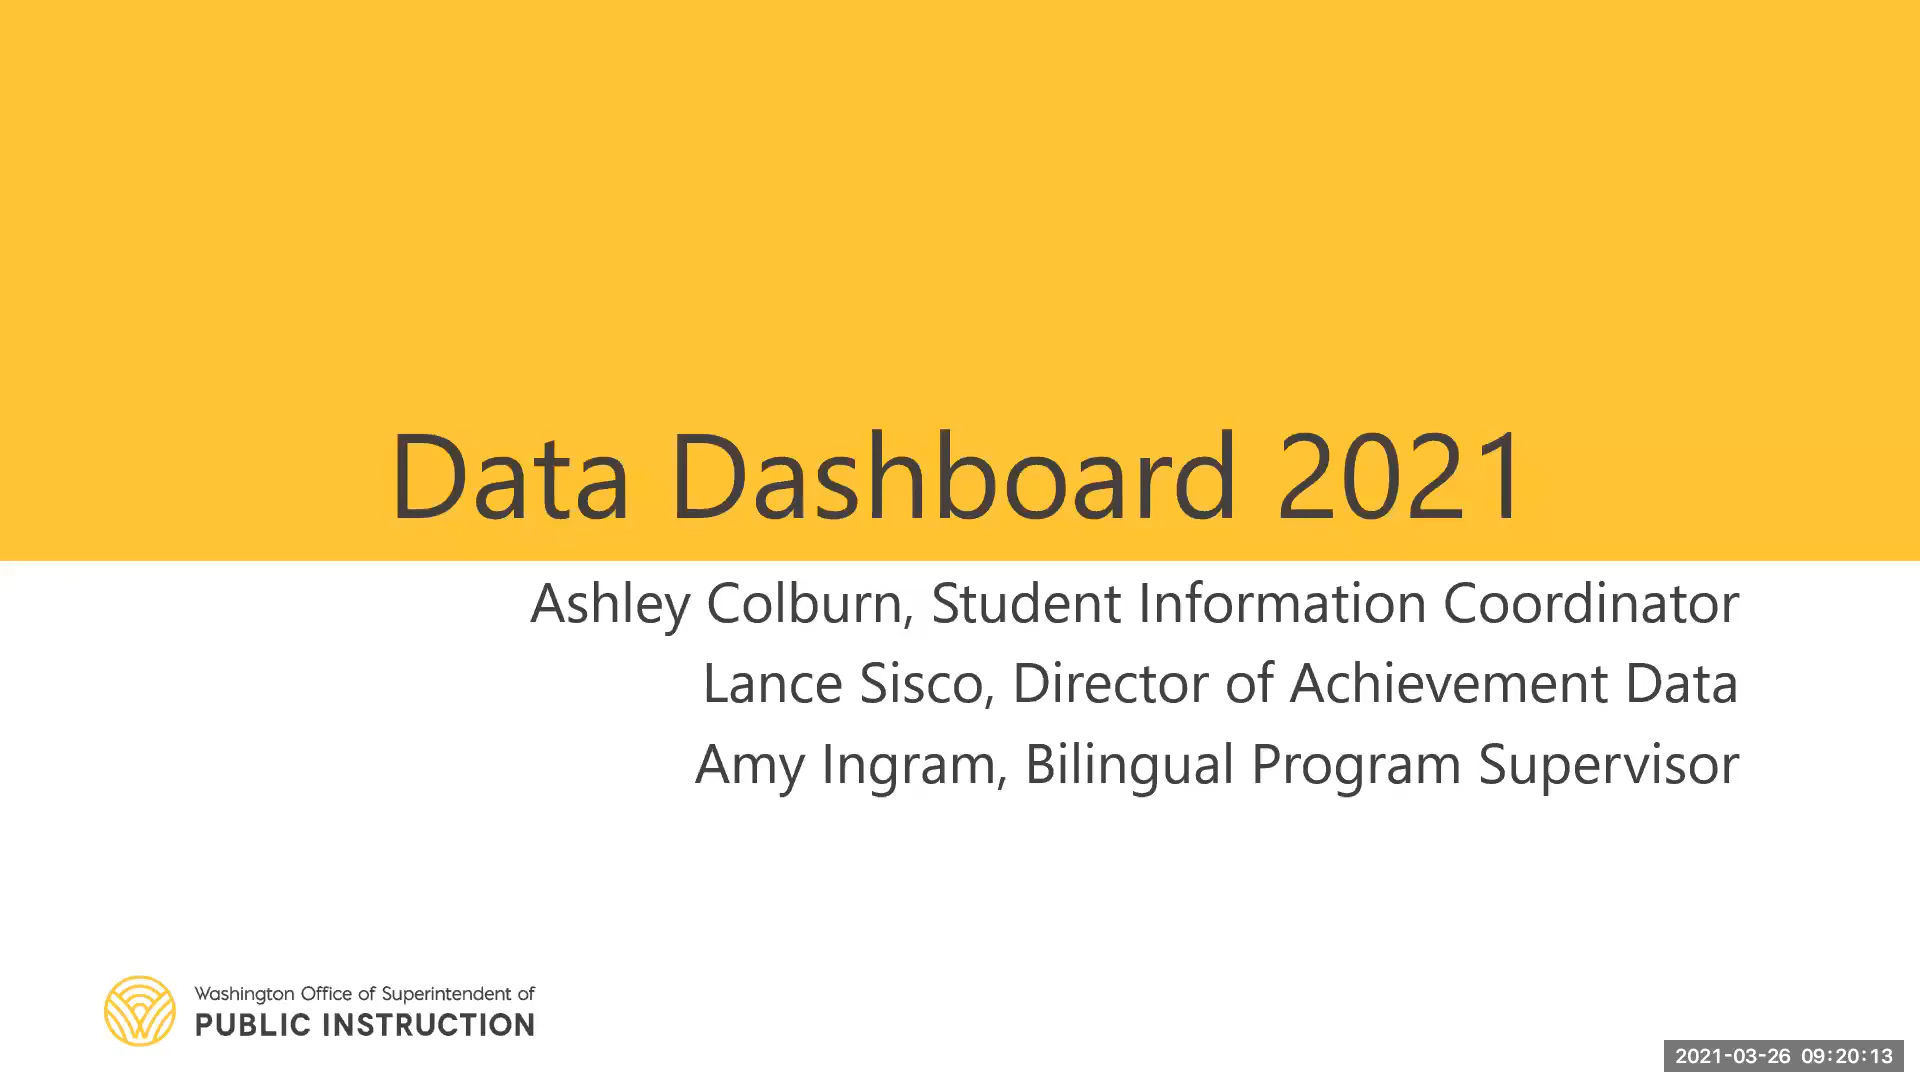 Data Dashboard 2021
Ashley Colburn, Student Information Coordinator
Lance Sisco, Director of Achievement Data
Amy Ingram, Bilingual Program Supervisor
Washington Office of Superintendent of
PUBLIC INSTRUCTION
2021-03-26 09:20:13